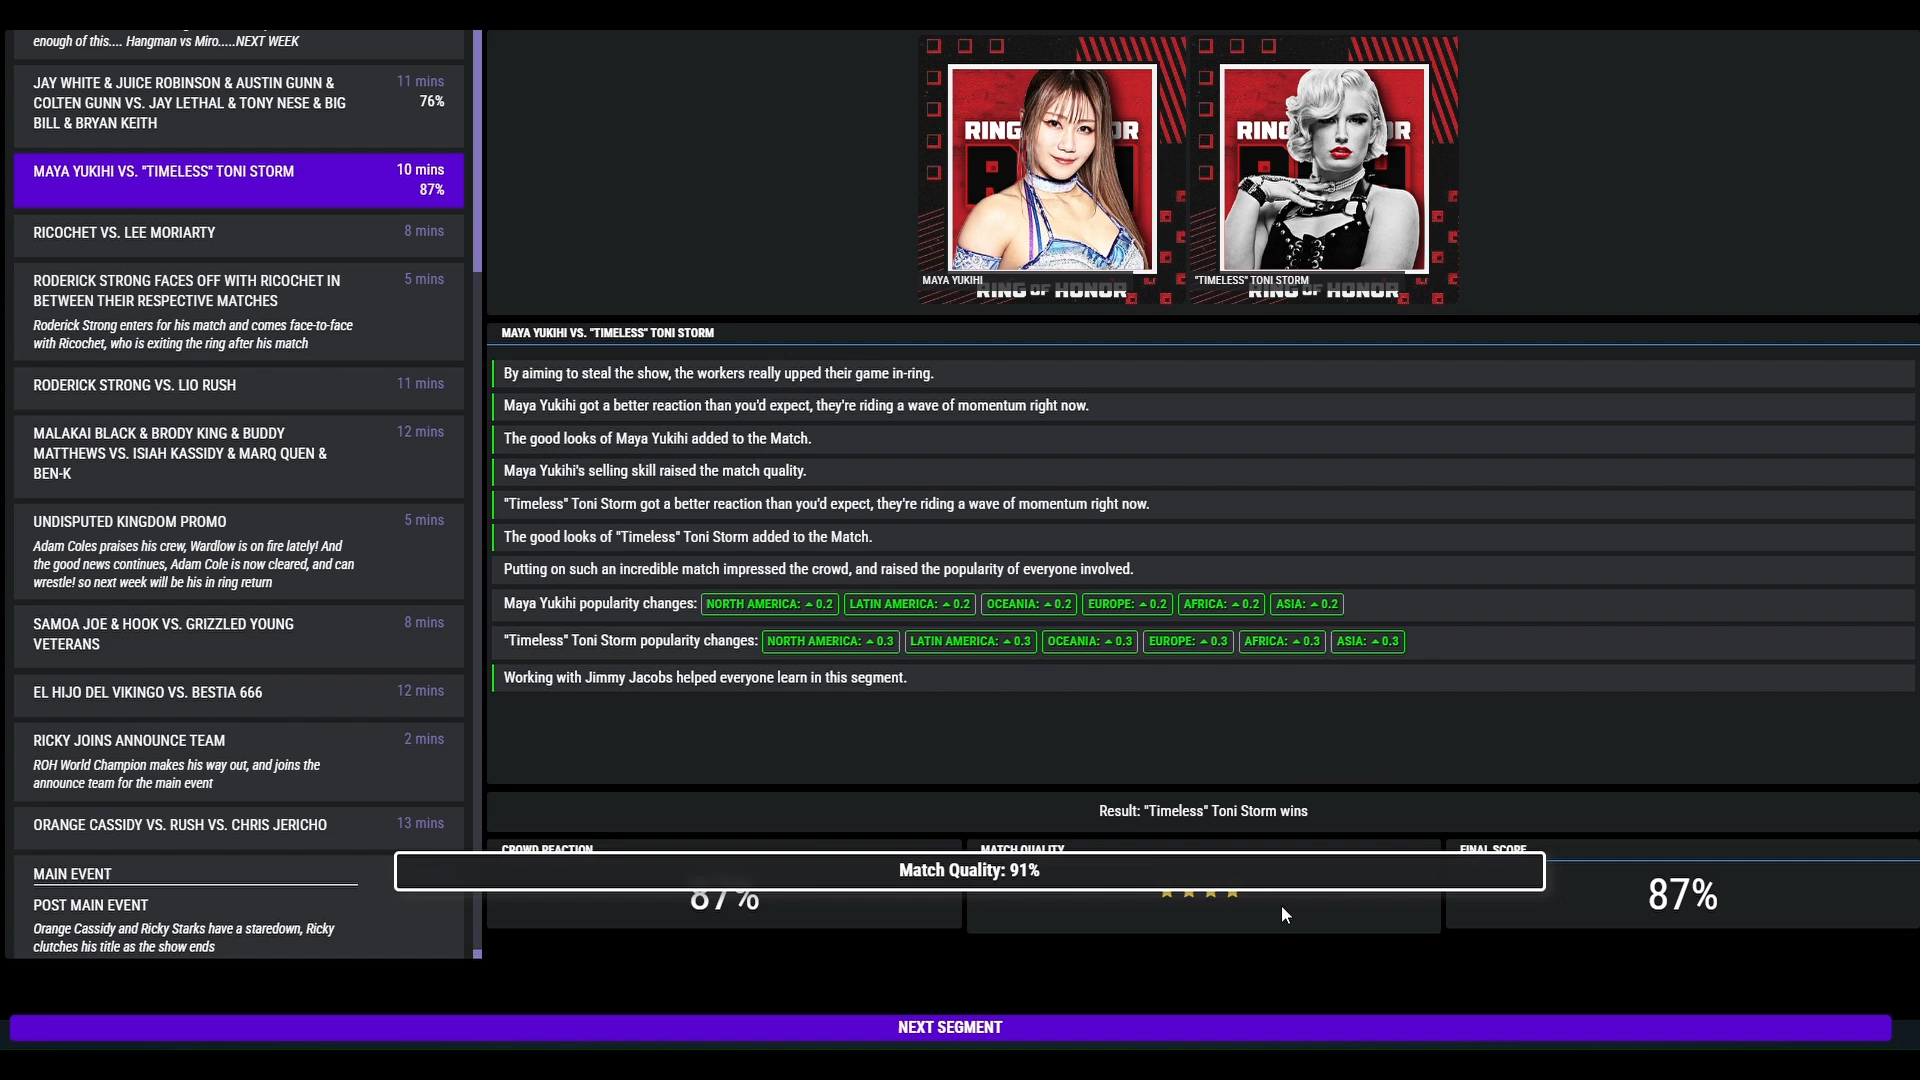 enough of this.... Hangman vs Miro.....NEXT WEEK
JAY WHITE & JUICE ROBINSON & AUSTIN GUNN &
COLTEN GUNN VS. JAY LETHAL & TONY NESE & BIG
BILL & BRYAN KEITH
11 mins
76%
MAYA YUKIHI VS. "TIMELESS" TONI STORM
10 mins
87%
RICOCHET VS. LEE MORIARTY
8 mins
RODERICK STRONG FACES OFF WITH RICOCHET IN
BETWEEN THEIR RESPECTIVE MATCHES
5 mins
Roderick Strong enters for his match and comes face-to-face
with Ricochet, who is exiting the ring after his match
RODERICK STRONG VS. LIO RUSH
11 mins
MALAKAI BLACK & BRODY KING & BUDDY
MATTHEWS VS. ISIAH KASSIDY & MARQ QUEN &
BEN-K
12 mins
UNDISPUTED KINGDOM PROMO
5 mins
Adam Coles praises his crew, Wardlow is on fire lately! And
the good news continues, Adam Cole is now cleared, and can
wrestle! so next week will be his in ring return
SAMOA JOE & HOOK VS. GRIZZLED YOUNG
VETERANS
8 mins
EL HIJO DEL VIKINGO VS. BESTIA 666
12 mins
RICKY JOINS ANNOUNCE TEAM
2 mins
ROH World Champion makes his way out, and joins the
announce team for the main event
ORANGE CASSIDY VS. RUSH VS. CHRIS JERICHO
13 mins
MAIN EVENT
POST MAIN EVENT
Orange Cassidy and Ricky Starks have a staredown, Ricky
clutches his title as the show ends
MAYA YUKIHI
RING OF HONOR
"TIMELESS" TONI STORM
RING OF HONOR
MAYA YUKIHI VS. "TIMELESS" TONI STORM
By aiming to steal the show, the workers really upped their game in-ring.
Maya Yukihi got a better reaction than you'd expect, they're riding a wave of momentum right now.
The good looks of Maya Yukihi added to the Match.
Maya Yukihi's selling skill raised the match quality.
"Timeless" Toni Storm got a better reaction than you'd expect, they're riding a wave of momentum right now.
The good looks of "Timeless" Toni Storm added to the Match.
Putting on such an incredible match impressed the crowd, and raised the popularity of everyone involved.
Maya Yukihi popularity changes: NORTH AMERICA: 0.2 LATIN AMERICA: 0.2 OCEANIA: 0.2 EUROPE: 0.2 AFRICA: 0.2 ASIA: 0.2
"Timeless" Toni Storm popularity changes: NORTH AMERICA: 0.3 LATIN AMERICA: 0.3 OCEANIA: 0.3 EUROPE: 0.3 AFRICA: 0.3 ASIA: 0.3
Working with Jimmy Jacobs helped everyone learn in this segment.
Result: "Timeless" Toni Storm wins
CROWD REACTION
MATCH QUALITY
FINAL SCORE
Match Quality: 91%
87%
87%
NEXT SEGMENT